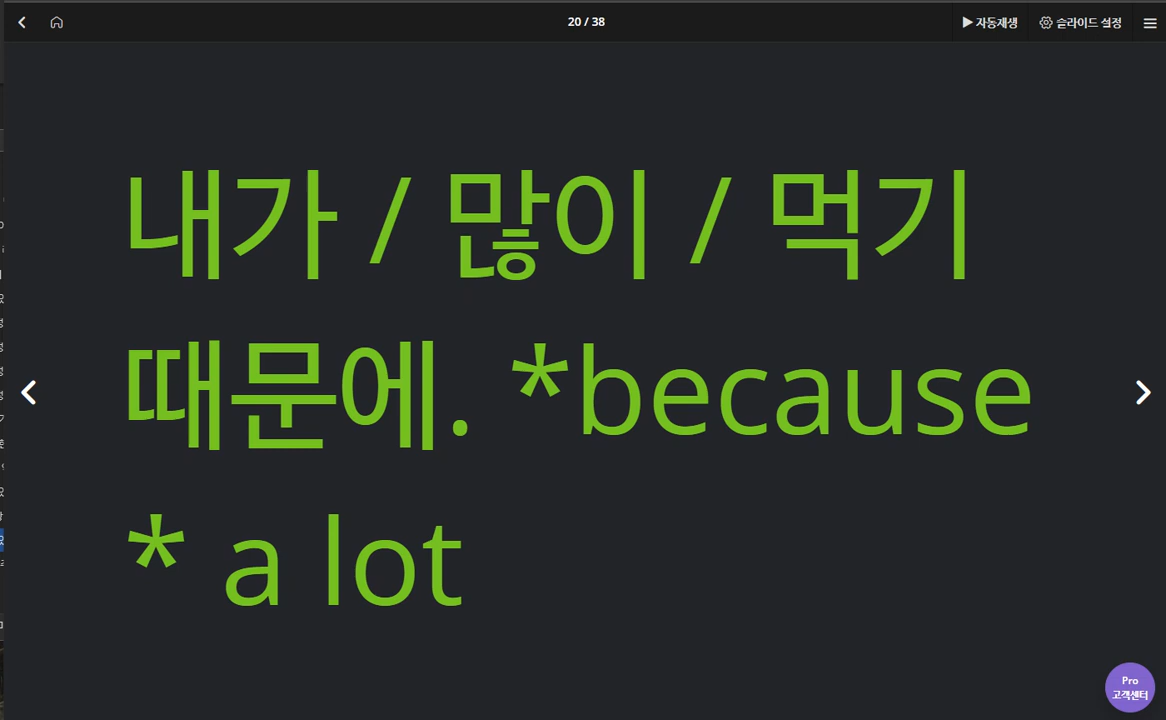 20 / 38
▶ 자동재생
슬라이드 설정
내가 / 많이 / 먹기
때문에. *because
* a lot
Pro
고객센터